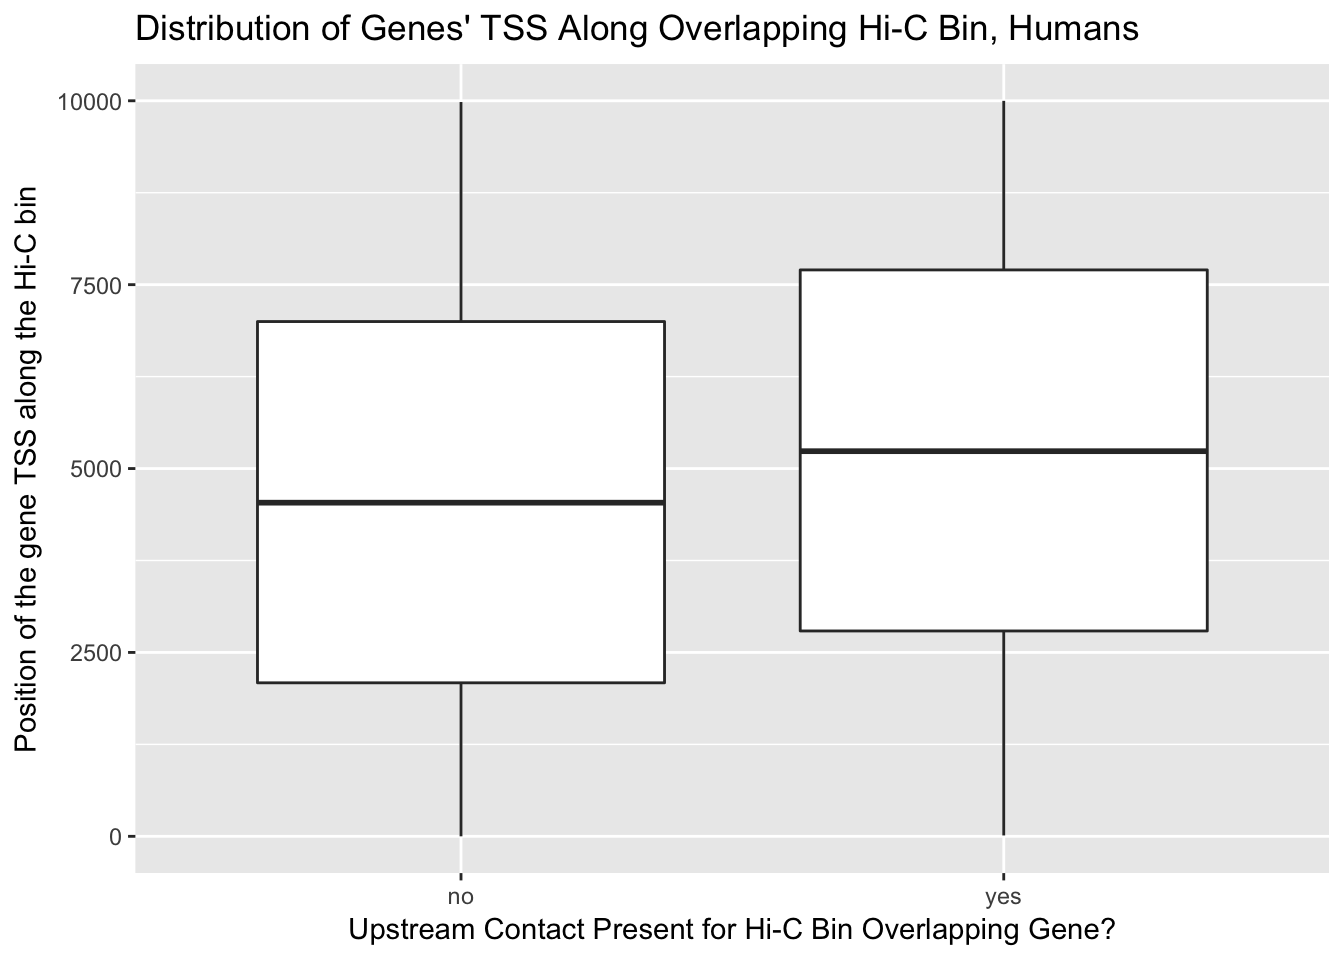 Distribution of Genes' TSS Along Overlapping Hi-C Bin, Humans
Position of the gene TSS along the Hi-C bin
10000
7500
5000
2500
0
no
yes
Upstream Contact Present for Hi-C Bin Overlapping Gene?